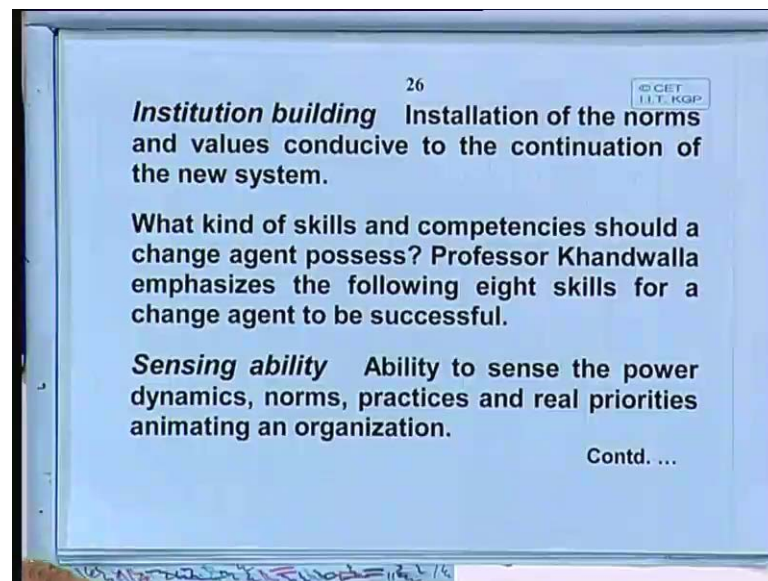 26
© CET
I.I.T. KGP
Institution building Installation of the norms
and values conducive to the continuation of
the new system.
What kind of skills and competencies should a
change agent possess? Professor Khandwalla
emphasizes the following eight skills for a
change agent to be successful.
Sensing ability Ability to sense the power
dynamics, norms, practices and real priorities
animating an organization.
Contd. ...